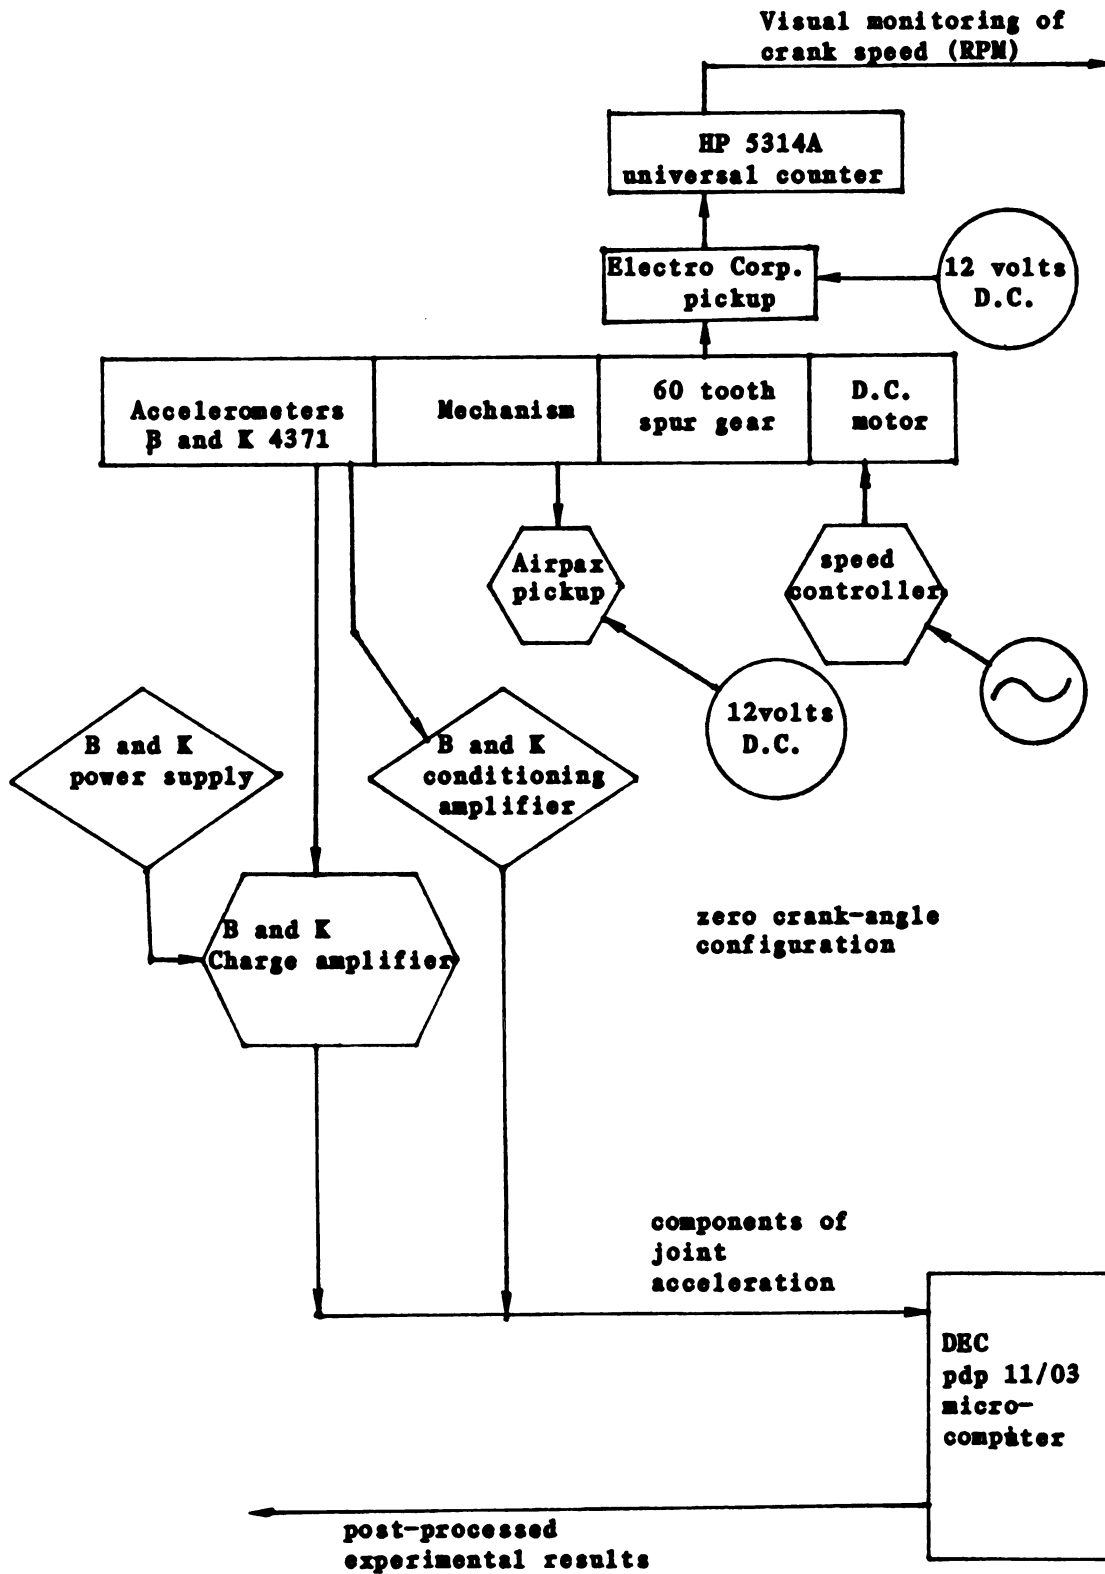 Visual monitoring of
crank speed (RPM)
HP 5314A
universal counter
Electro Corp.
pickup
12 volts
D.C.
Accelerometers
B and K 4371
Mechanism
60 tooth
spur gear
D.C.
motor
Airpax
pickup
speed
controller
12volts
D.C.
B and K
power supply
B and K
conditioning
amplifier
B and K
Charge amplifier
zero crank-angle
configuration
components of
joint
acceleration
DEC
pdp 11/03
micro-
computer
post-processed
experimental results